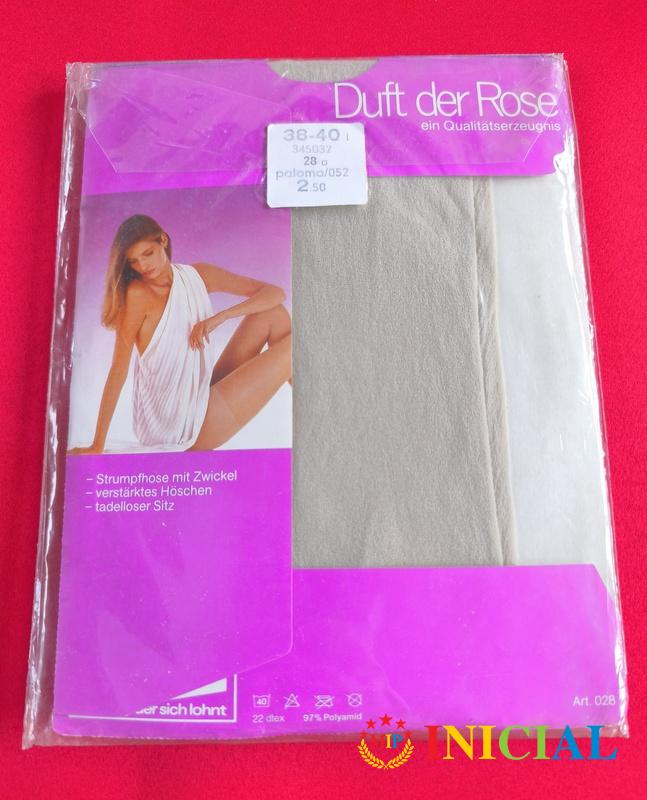 Duft der Rose
ein Qualitätserzeugnis
38-40 l
345032
28 o
paloma/052
2.50
– Strumpfhose mit Zwickel
– verstärktes Höschen
– tadelloser Sitz
der sich lohnt
40
22 dtex 97% Polyamid
Art. 028
VIP INICIAL